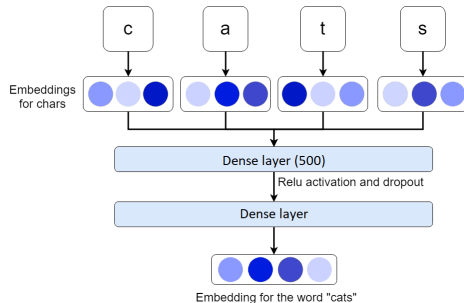 c a t s
Embeddings
for chars
Dense layer (500)
Relu activation and dropout
Dense layer
Embedding for the word "cats"